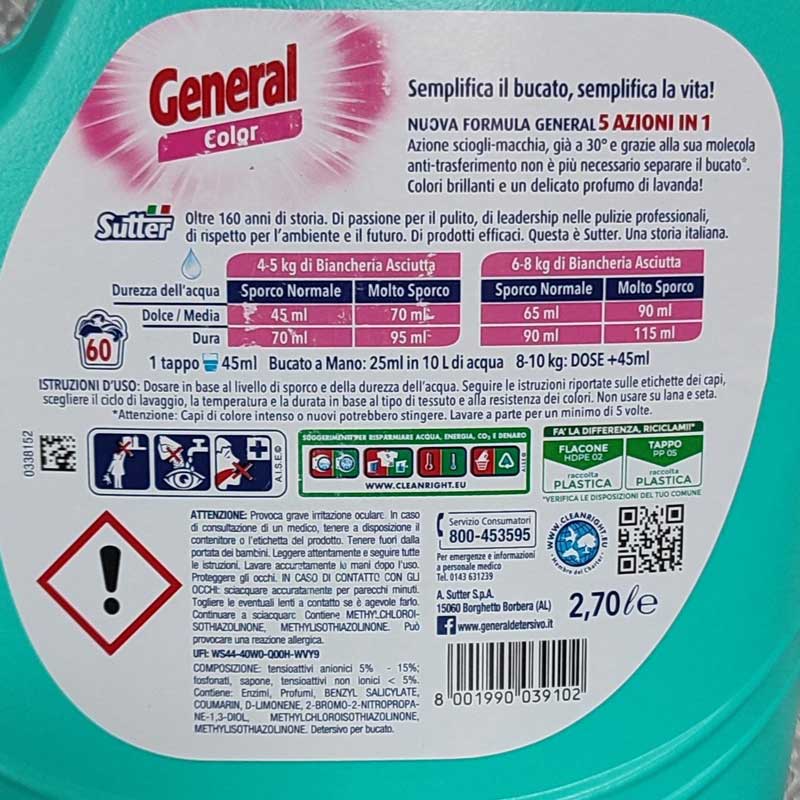 General
Color
Semplifica il bucato, semplifica la vita!
NUOVA FORMULA GENERAL 5 AZIONI IN 1
Azione sciogli-macchia, già a 30° e grazie alla sua molecola
anti-trasferimento non è più necessario separare il bucato*.
Colori brillanti e un delicato profumo di lavanda!
Sutter
Oltre 160 anni di storia. Di passione per il pulito, di leadership nelle pulizie professionali,
di rispetto per l'ambiente e il futuro. Di prodotti efficaci. Questa è Sutter. Una storia italiana.
4-5 kg di Biancheria Asciutta 6-8 kg di Biancheria Asciutta
Durezza dell'acqua Sporco Normale Molto Sporco Sporco Normale Molto Sporco
Dolce / Media 45 ml 70 ml 65 ml 90 ml
Dura 70 ml 95 ml 90 ml 115 ml
60
1 tappo 45ml Bucato a Mano: 25ml in 10 L di acqua 8-10 kg: DOSE +45ml
ISTRUZIONI D'USO: Dosare in base al livello di sporco e della durezza dell'acqua. Seguire le istruzioni riportate sulle etichette dei capi,
scegliere il ciclo di lavaggio, la temperatura e la durata in base al tipo di tessuto e alla resistenza dei colori. Non usare su lana e seta.
*Attenzione: Capi di colore intenso o nuovi potrebbero stingere. Lavare a parte per un minimo di 5 volte.
0338152
A.I.S.E.©
SUGGERIMENTI PER RISPARMIARE ACQUA, ENERGIA, CO2 E DENARO
WWW.CLEANRIGHT.EU
FA' LA DIFFERENZA, RICICLAMI!*
FLACONE
HDPE 02
raccolta
PLASTICA
TAPPO
PP 05
raccolta
PLASTICA
*VERIFICA LE DISPOSIZIONI DEL TUO COMUNE
ATTENZIONE: Provoca grave irritazione oculare. In caso
di consultazione di un medico, tenere a disposizione il
contenitore o l'etichetta del prodotto. Tenere fuori dalla
portata dei bambini. Leggere attentamente e seguire tutte
le istruzioni. Lavare accuratamente le mani dopo l'uso.
Proteggere gli occhi. IN CASO DI CONTATTO CON GLI
OCCHI: sciacquare accuratamente per parecchi minuti.
Togliere le eventuali lenti a contatto se è agevole farlo.
Continuare a sciacquare. Contiene METHYLCHLOROI-
SOTHIAZOLINONE, METHYLISOTHIAZOLINONE. Può
provocare una reazione allergica.
UFI: WS44-40W0-Q00H-WVY9
COMPOSIZIONE: tensioattivi anionici 5% - 15%;
fosfonati, sapone, tensioattivi non ionici < 5%.
Contiene: Enzimi, Profumi, BENZYL SALICYLATE,
COUMARIN, D-LIMONENE, 2-BROMO-2-NITROPROPA-
NE-1,3-DIOL, METHYLCHLOROISOTHIAZOLINONE,
METHYLISOTHIAZOLINONE. Detersivo per bucato.
Servizio Consumatori
800-453595
Per emergenze e informazioni
a personale medico
Tel. 0143 631239
A. Sutter S.p.A.
15060 Borghetto Borbera (AL)
www.generaldetersivo.it
WWW.CLEANRIGHT.EU
Member of the Charter
2,70 l e
8 001990 039102